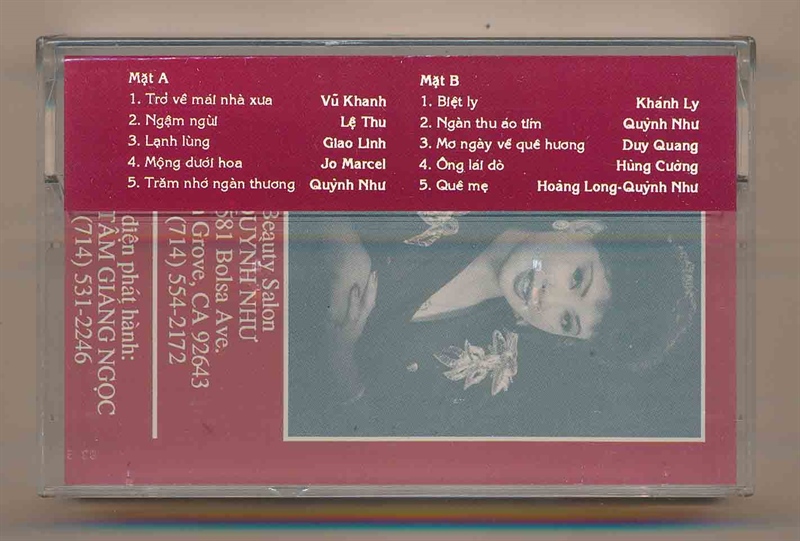 Mặt A
1. Trở về mái nhà xưa Vũ Khanh
2. Ngậm ngùi Lệ Thu
3. Lạnh lùng Giao Linh
4. Mộng dưới hoa Jo Marcel
5. Trăm nhớ ngàn thương Quỳnh Như
Mặt B
1. Biệt ly Khánh Ly
2. Ngàn thu áo tím Quỳnh Như
3. Mơ ngày về quê hương Duy Quang
4. Ông lái đò Hùng Cường
5. Quê mẹ Hoàng Long-Quỳnh Như
Beauty Salon
QUỲNH NHƯ
581 Bolsa Ave.
Grove, CA 92643
(714) 554-2172
diện phát hành:
TÂM GIANG NGỌC
(714) 531-2246